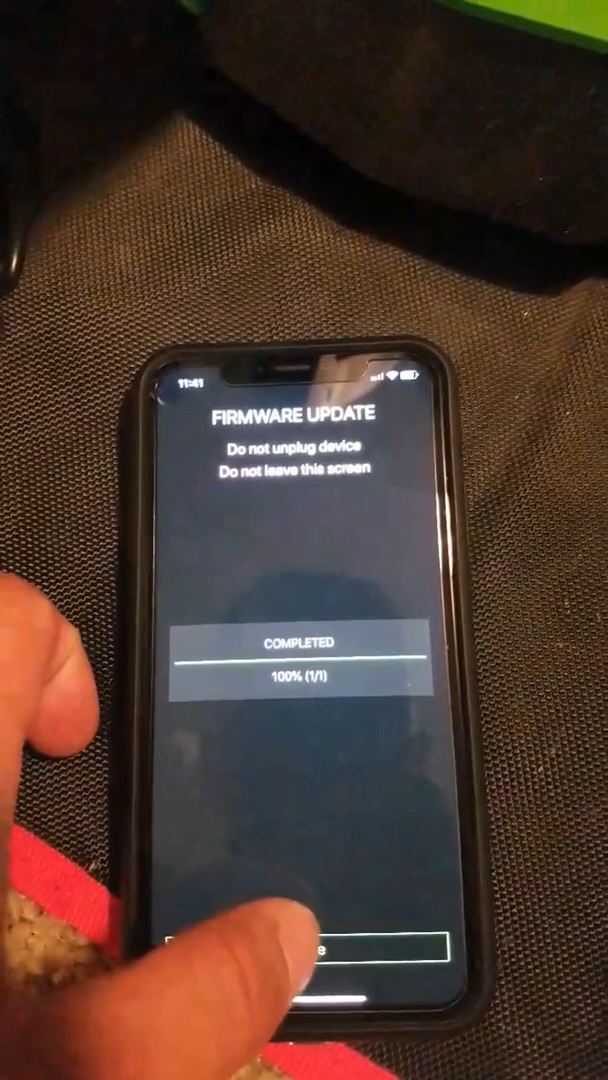 11:41
FIRMWARE UPDATE
Do not unplug device
Do not leave this screen
COMPLETED
100% (1/1)